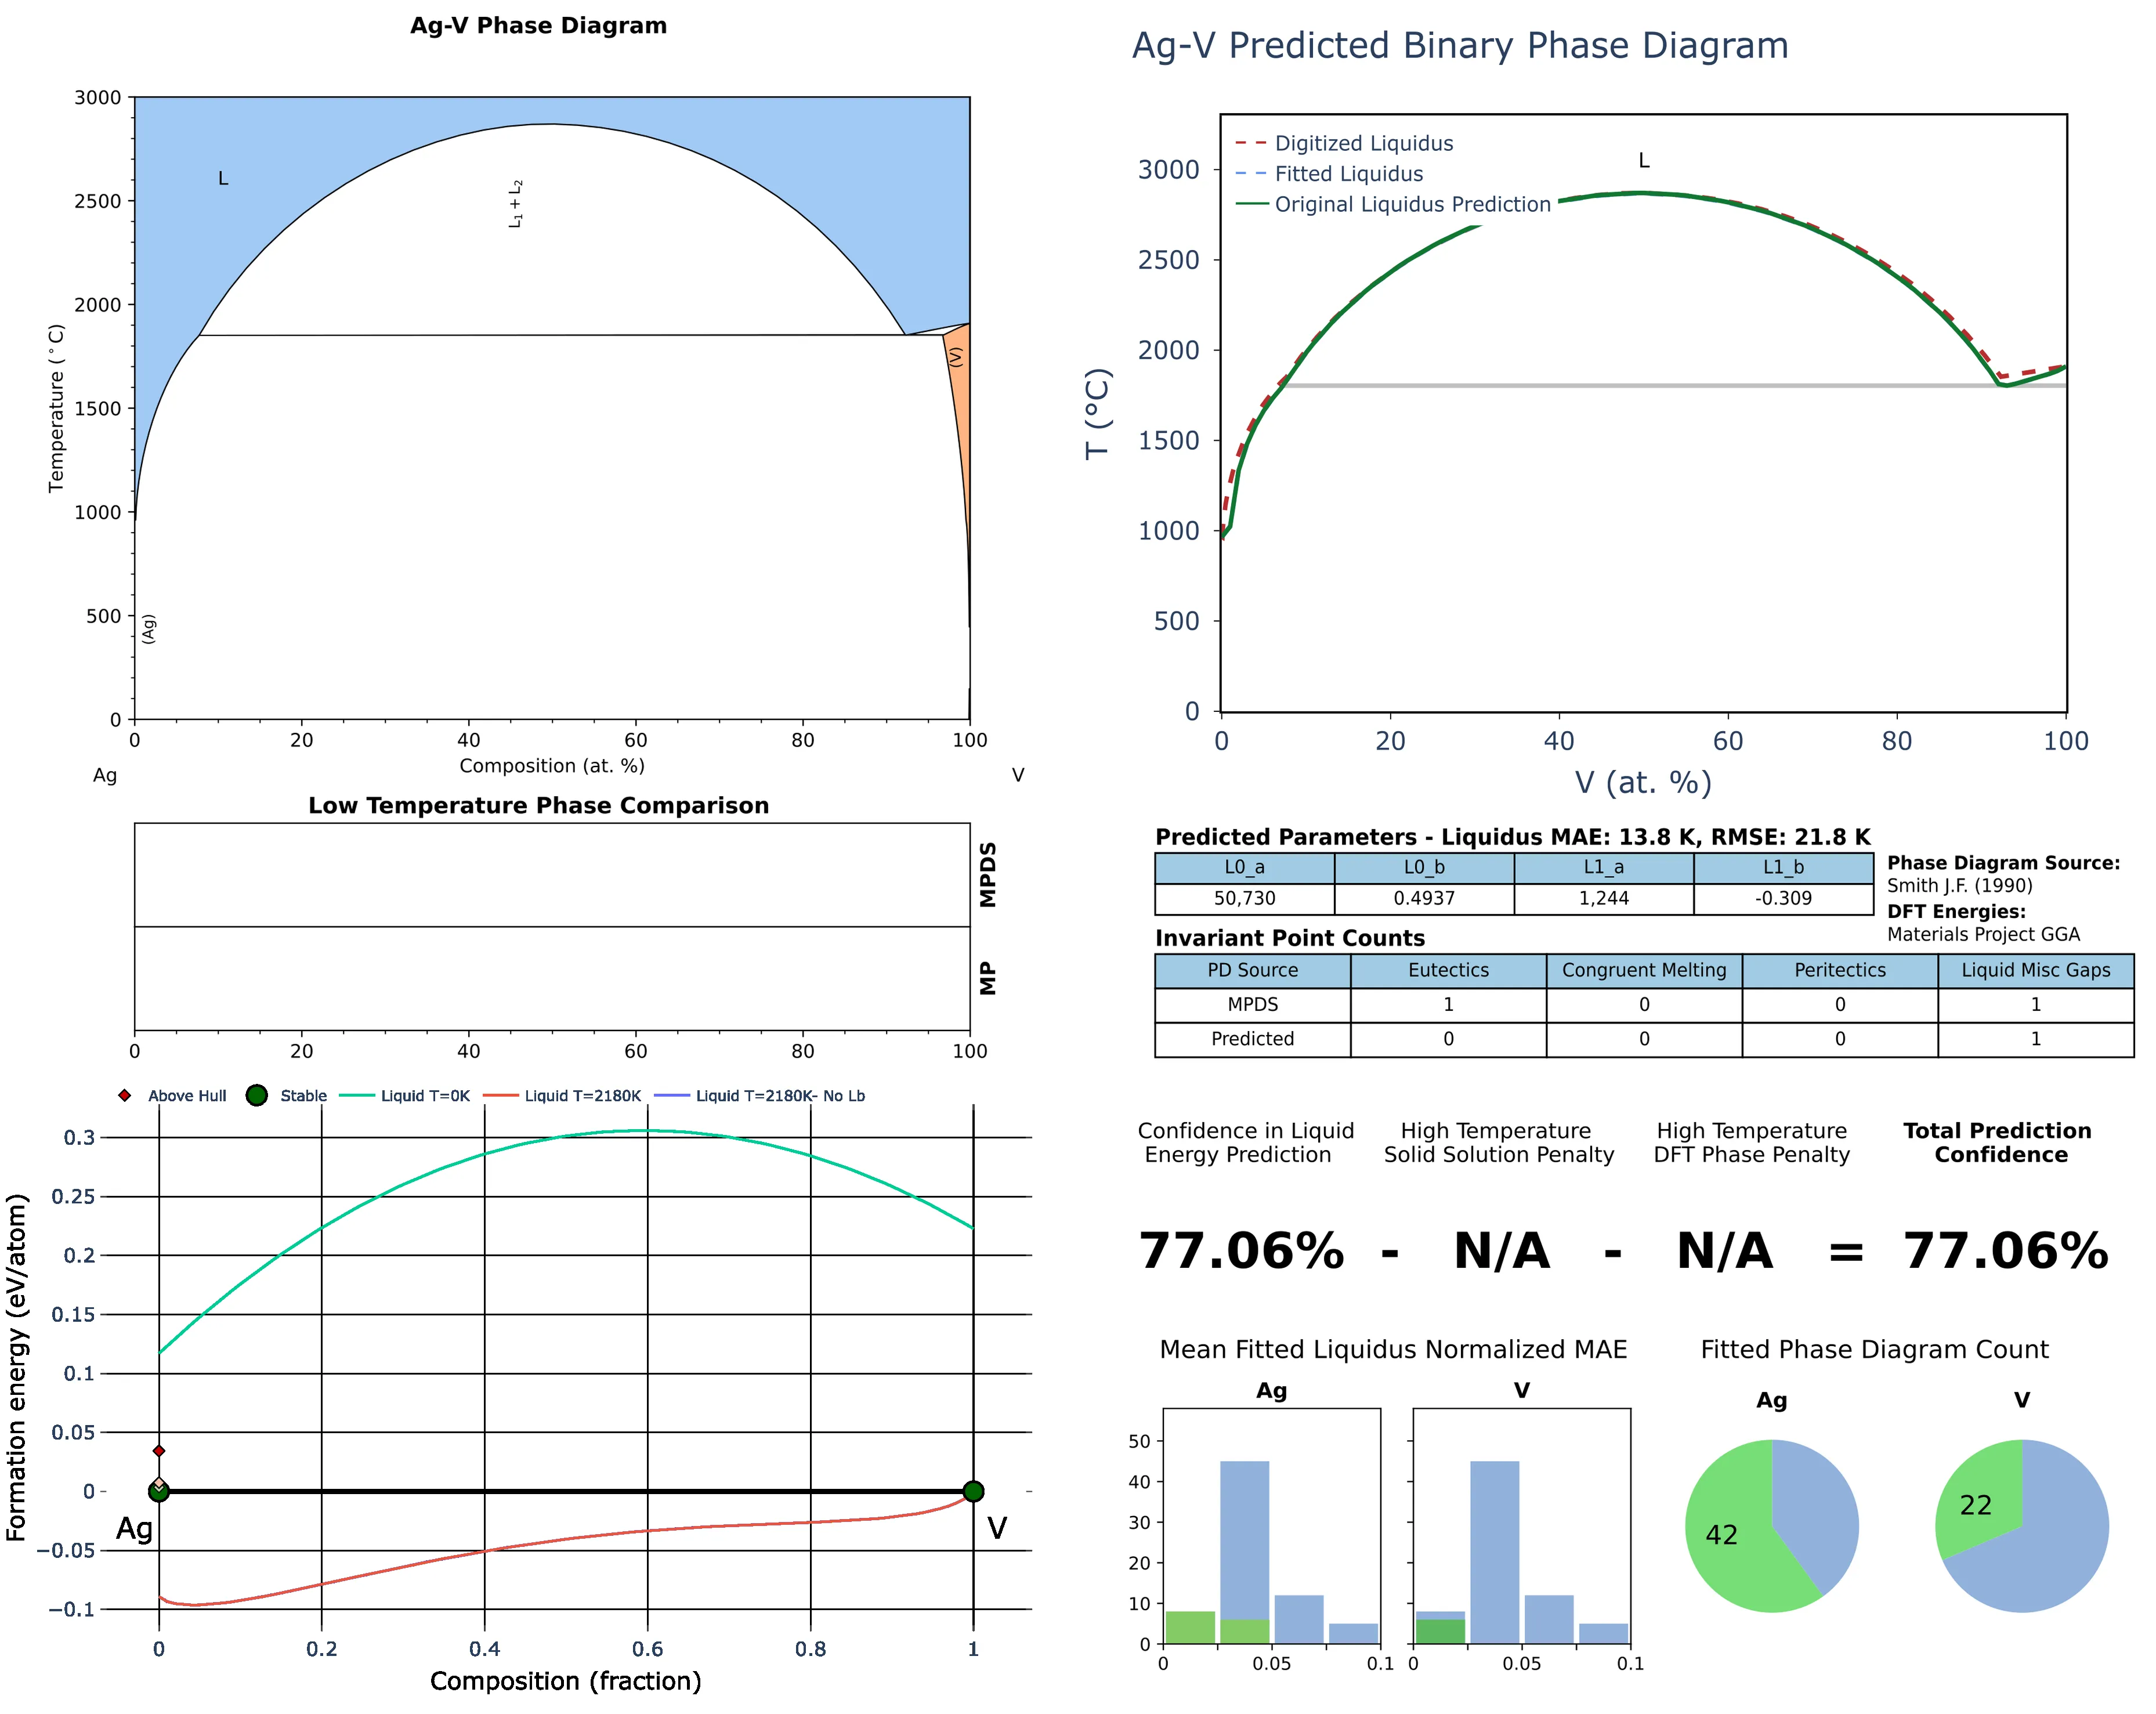 Ag-V Phase Diagram
3000
2500
2000
1500
1000
500
0
Temperature (°C)
L
L₁ + L₂
(V)
(Ag)
0 20 40 60 80 100
Composition (at. %)
Ag V
Low Temperature Phase Comparison
MPDS
MP
0 20 40 60 80 100
Above Hull Stable Liquid T=0K Liquid T=2180K Liquid T=2180K- No Lb
0.3
0.25
0.2
0.15
0.1
0.05
0
−0.05
−0.1
Formation energy (eV/atom)
Ag V
0 0.2 0.4 0.6 0.8 1
Composition (fraction)
Ag-V Predicted Binary Phase Diagram
Digitized Liquidus
Fitted Liquidus
Original Liquidus Prediction
L
3000
2500
2000
1500
1000
500
0
T (°C)
0 20 40 60 80 100
V (at. %)
Predicted Parameters - Liquidus MAE: 13.8 K, RMSE: 21.8 K
L0_a L0_b L1_a L1_b
50,730 0.4937 1,244 -0.309
Phase Diagram Source:
Smith J.F. (1990)
DFT Energies:
Materials Project GGA
Invariant Point Counts
PD Source Eutectics Congruent Melting Peritectics Liquid Misc Gaps
MPDS 1 0 0 1
Predicted 0 0 0 1
Confidence in Liquid
Energy Prediction
High Temperature
Solid Solution Penalty
High Temperature
DFT Phase Penalty
Total Prediction
Confidence
77.06% - N/A - N/A = 77.06%
Mean Fitted Liquidus Normalized MAE
Ag V
50
40
30
20
10
0
0 0.05 0.1 0 0.05 0.1
Fitted Phase Diagram Count
Ag V
42 22